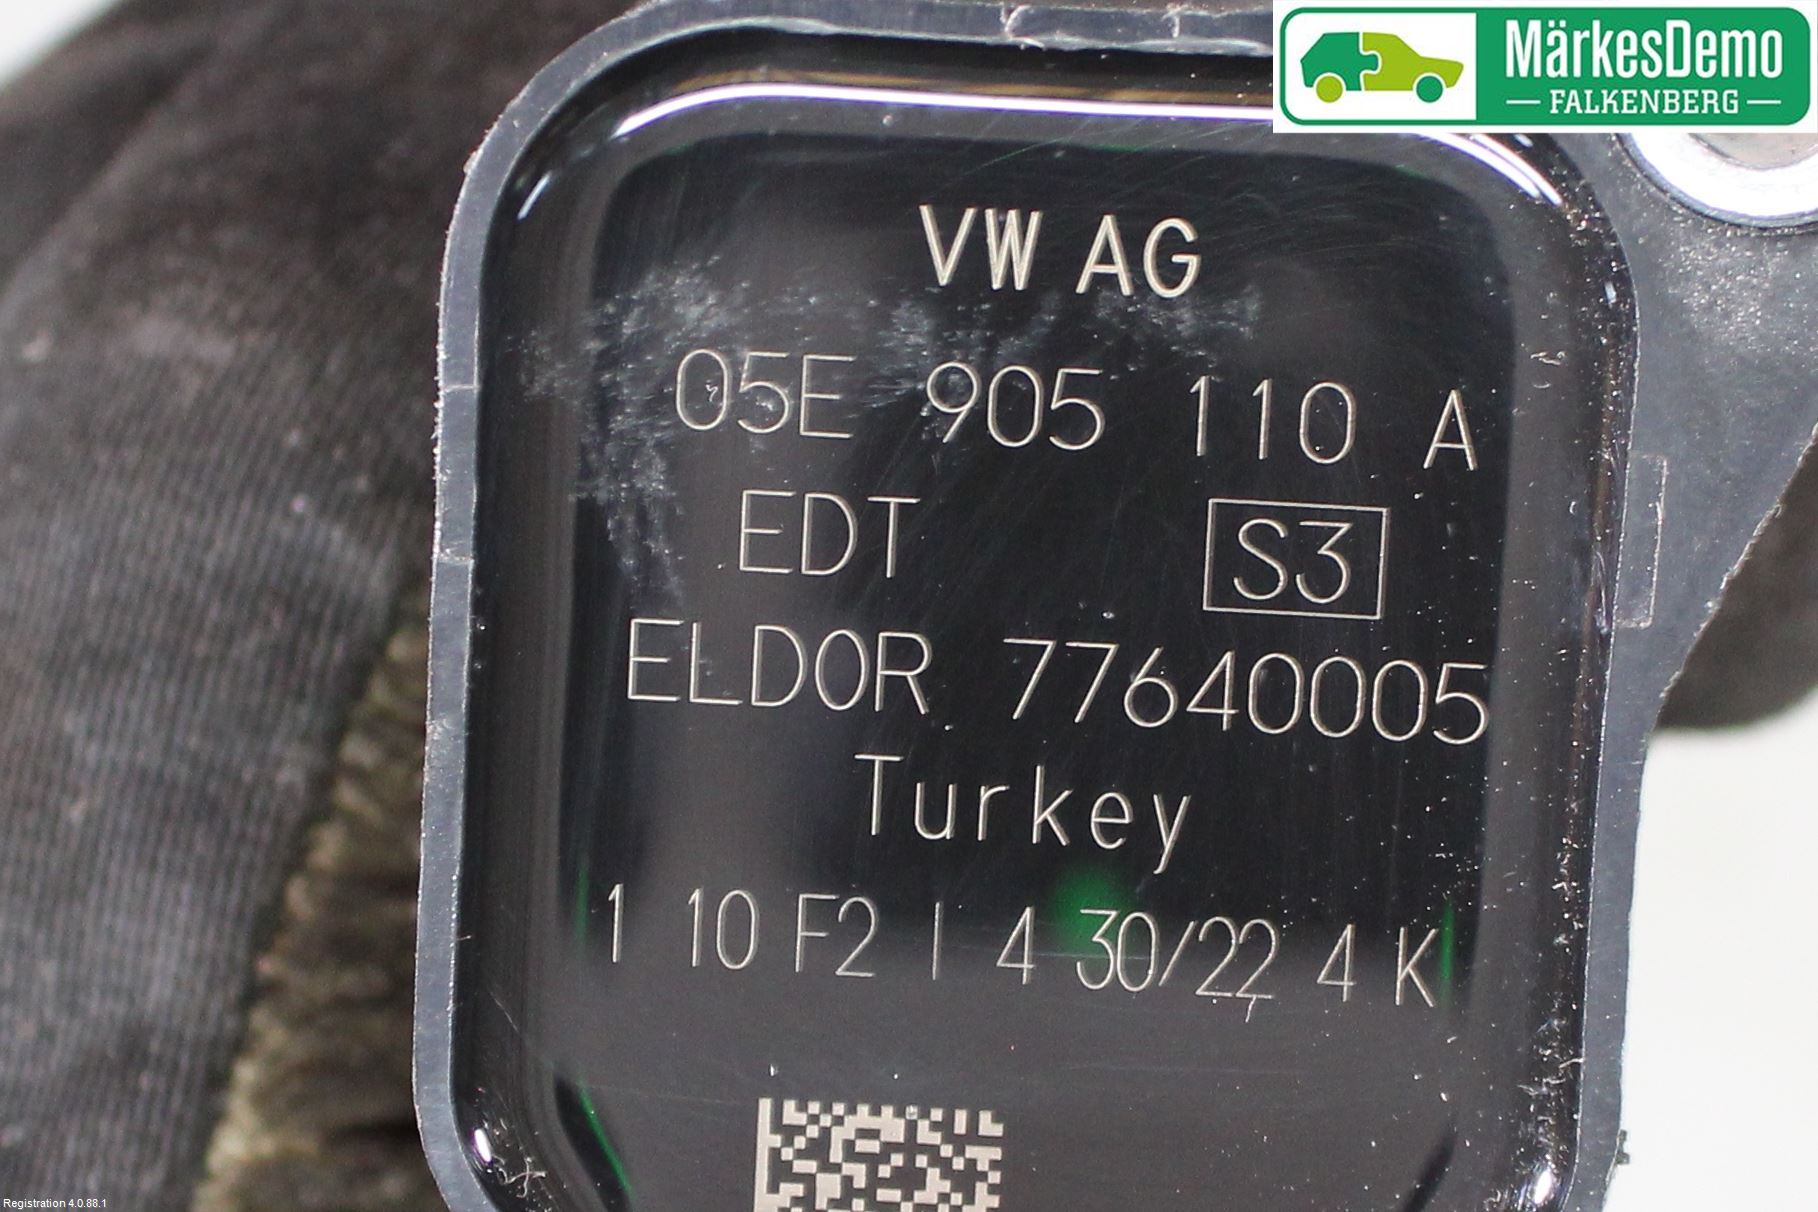 MärkesDemo
FALKENBERG
VW AG
05E 905 110 A
EDT S3
ELDOR 77640005
Turkey
1 10 F2 I 4 30/22 4 K
Registration 4.0.88.1